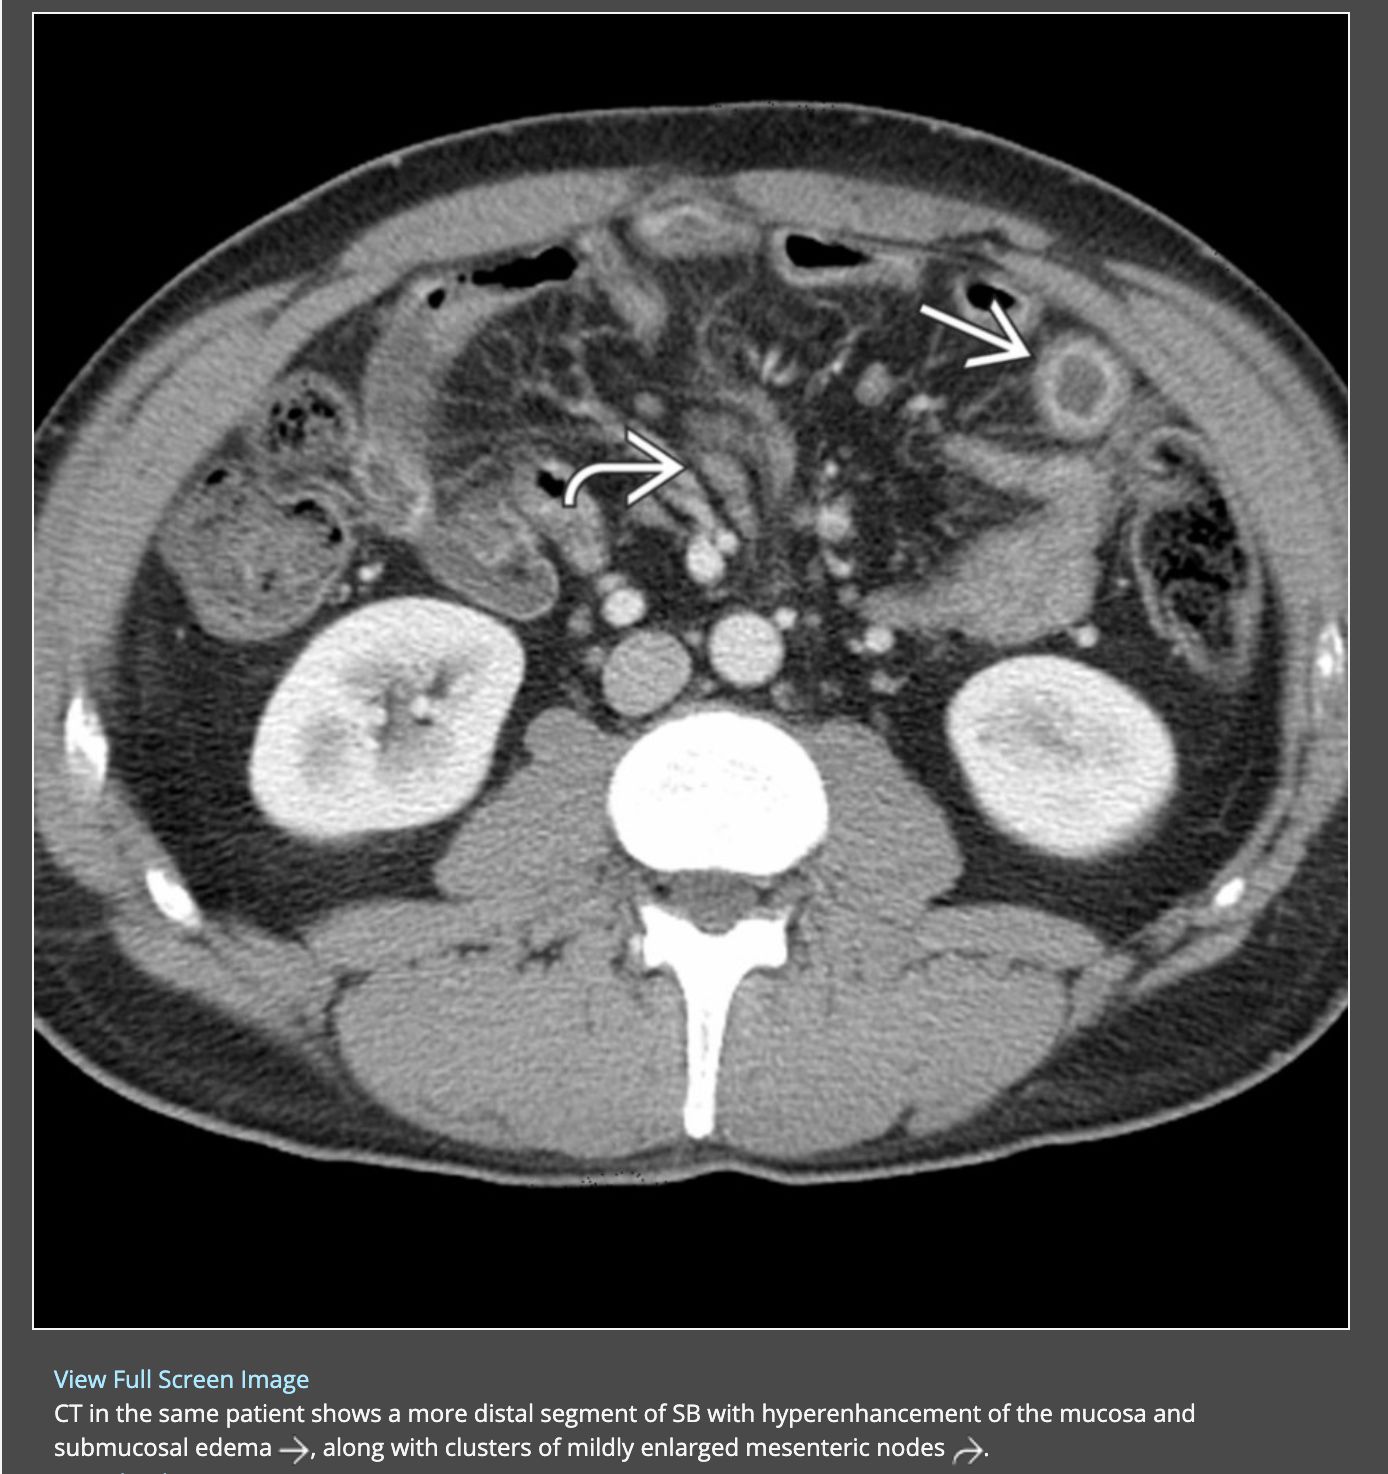 View Full Screen Image
CT in the same patient shows a more distal segment of SB with hyperenhancement of the mucosa and
submucosal edema →, along with clusters of mildly enlarged mesenteric nodes ↷.